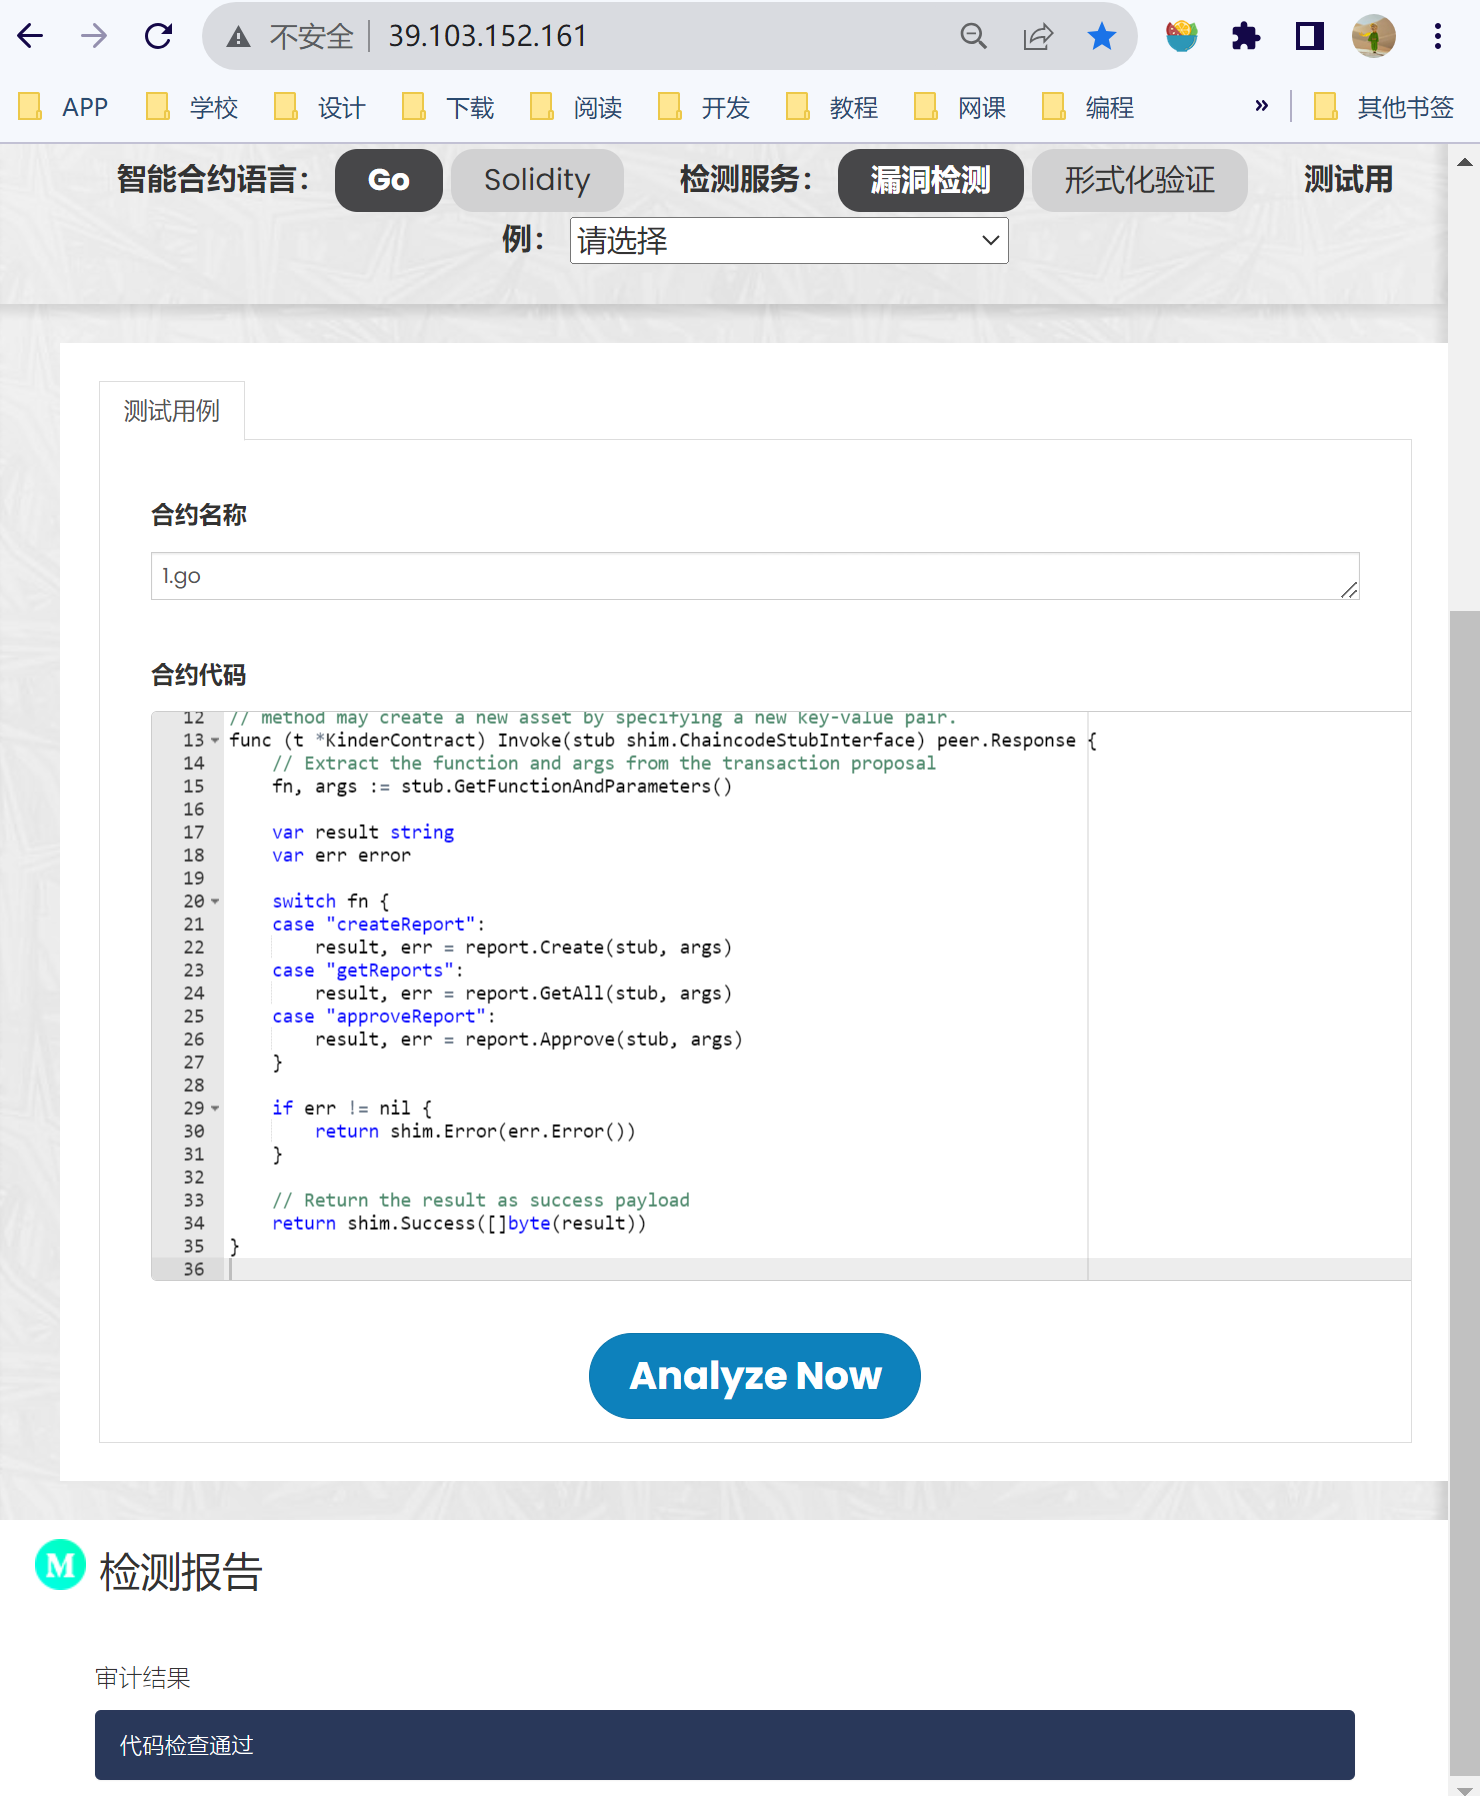 不安全 39.103.152.161
APP 学校 设计 下载 阅读 开发 教程 网课 编程 » 其他书签
智能合约语言： Go Solidity 检测服务： 漏洞检测 形式化验证 测试用
例： 请选择
测试用例
合约名称
1.go
合约代码
12 // method may create a new asset by specifying a new key-value pair.
13 func (t *KinderContract) Invoke(stub shim.ChaincodeStubInterface) peer.Response {
14 // Extract the function and args from the transaction proposal
15 fn, args := stub.GetFunctionAndParameters()
16
17 var result string
18 var err error
19
20 switch fn {
21 case "createReport":
22 result, err = report.Create(stub, args)
23 case "getReports":
24 result, err = report.GetAll(stub, args)
25 case "approveReport":
26 result, err = report.Approve(stub, args)
27 }
28
29 if err != nil {
30 return shim.Error(err.Error())
31 }
32
33 // Return the result as success payload
34 return shim.Success([]byte(result))
35 }
36
Analyze Now
M 检测报告
审计结果
代码检查通过